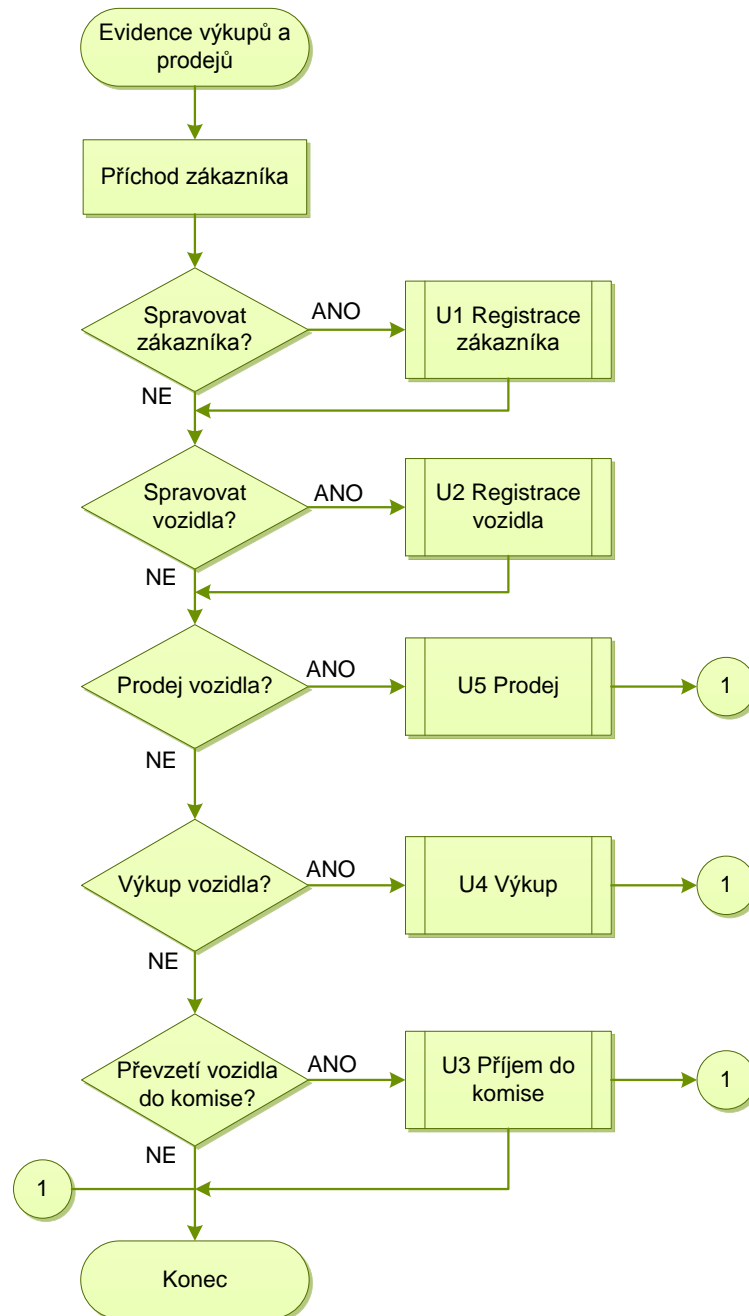 Evidence výkupů a
prodejů
Příchod zákazníka
Spravovat
zákazníka?
ANO
U1 Registrace
zákazníka
NE
Spravovat
vozidla?
ANO
U2 Registrace
vozidla
NE
Prodej vozidla?
ANO
U5 Prodej
1
NE
Výkup vozidla?
ANO
U4 Výkup
1
NE
Převzetí vozidla
do komise?
ANO
U3 Příjem do
komise
1
NE
1
Konec